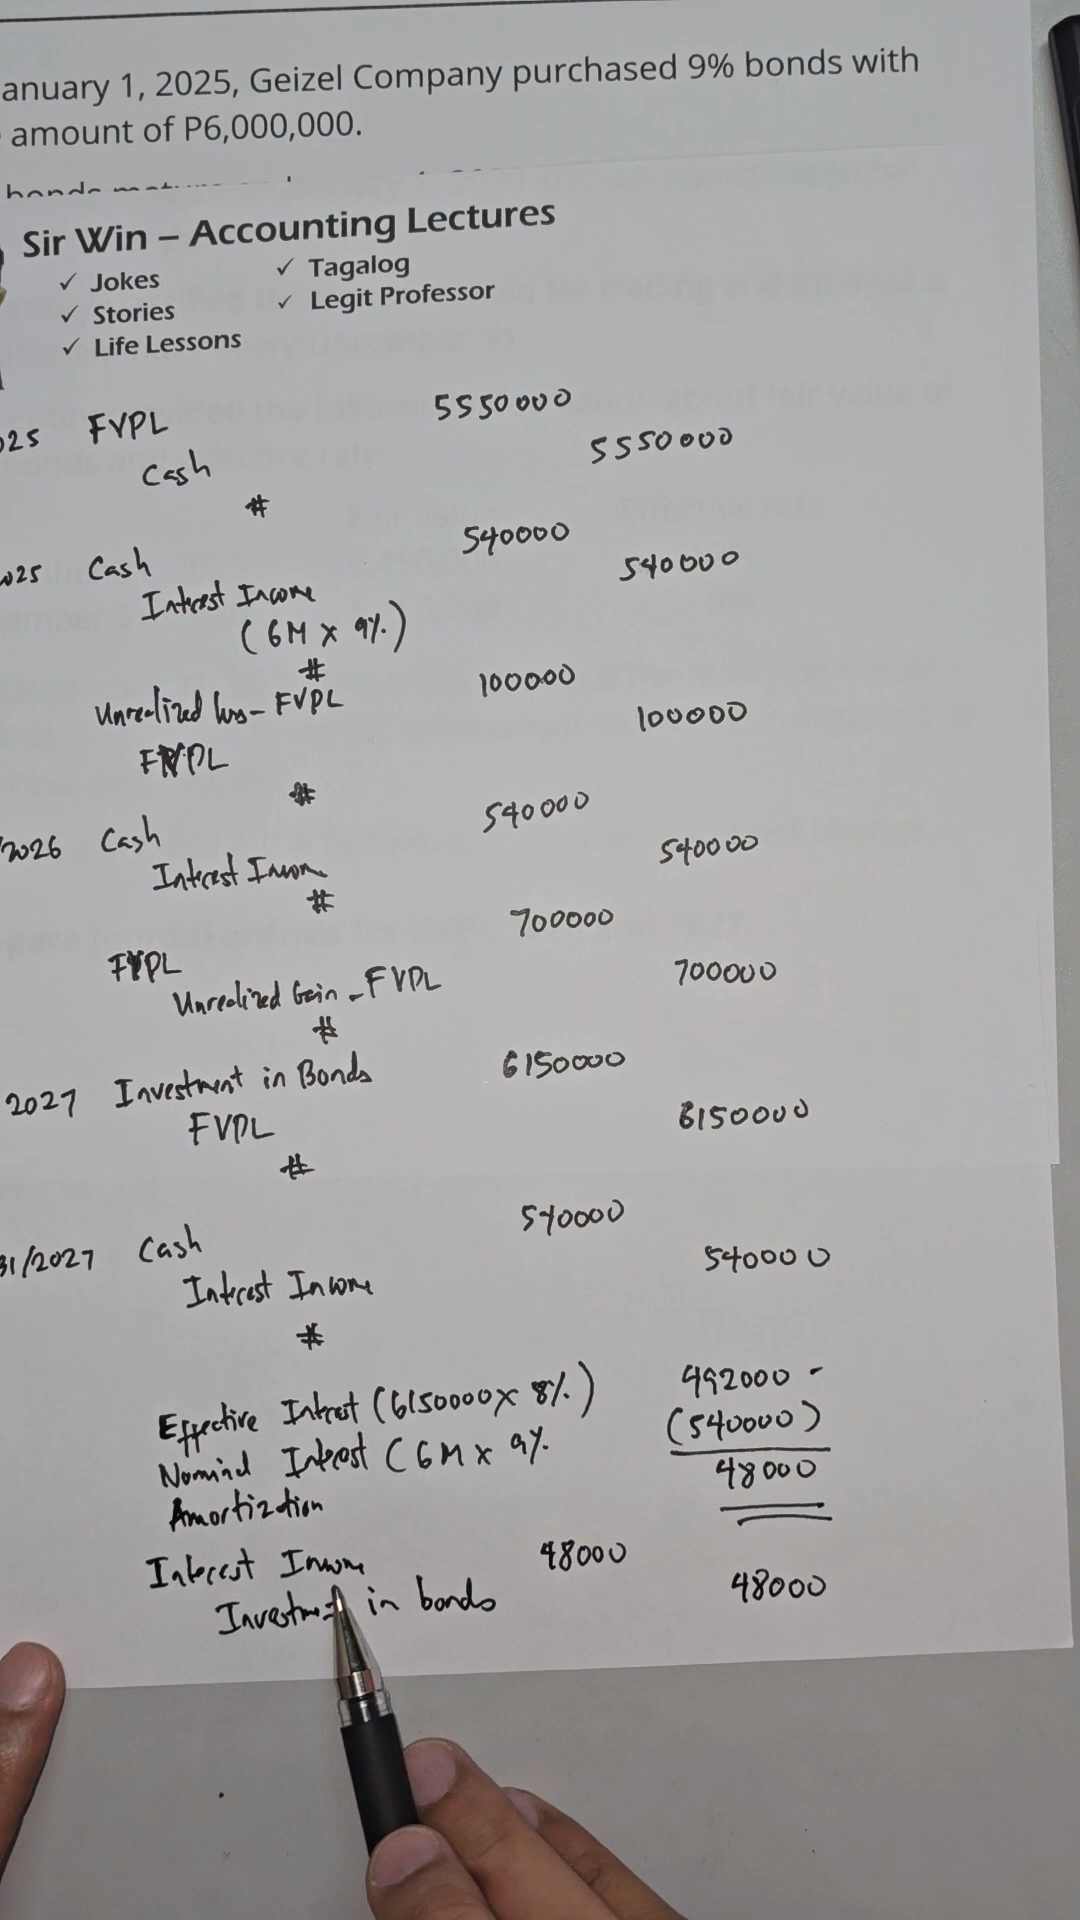 anuary 1, 2025, Geizel Company purchased 9% bonds with
amount of P6,000,000.
Sir Win – Accounting Lectures
✓ Jokes ✓ Tagalog
✓ Stories ✓ Legit Professor
✓ Life Lessons
025 FVPL 5550000
Cash 5550000
#
025 Cash 540000
Interest Income 540000
(6M x 9%)
#
Unrealized loss - FVPL 100000
FVPL 100000
#
/2026 Cash 540000
Interest Incom 540000
#
FVPL 700000
Unrealized Gain - FVPL 700000
#
2027 Investment in Bonds 6150000
FVPL 6150000
#
31/2027 Cash 540000
Interest Income 540000
#
Effective Interest (6150000 x 8%) 492000 -
Nominal Interest (6M x 9% (540000)
Amortization 48000
Interest Income 48000
Investment in bonds 48000